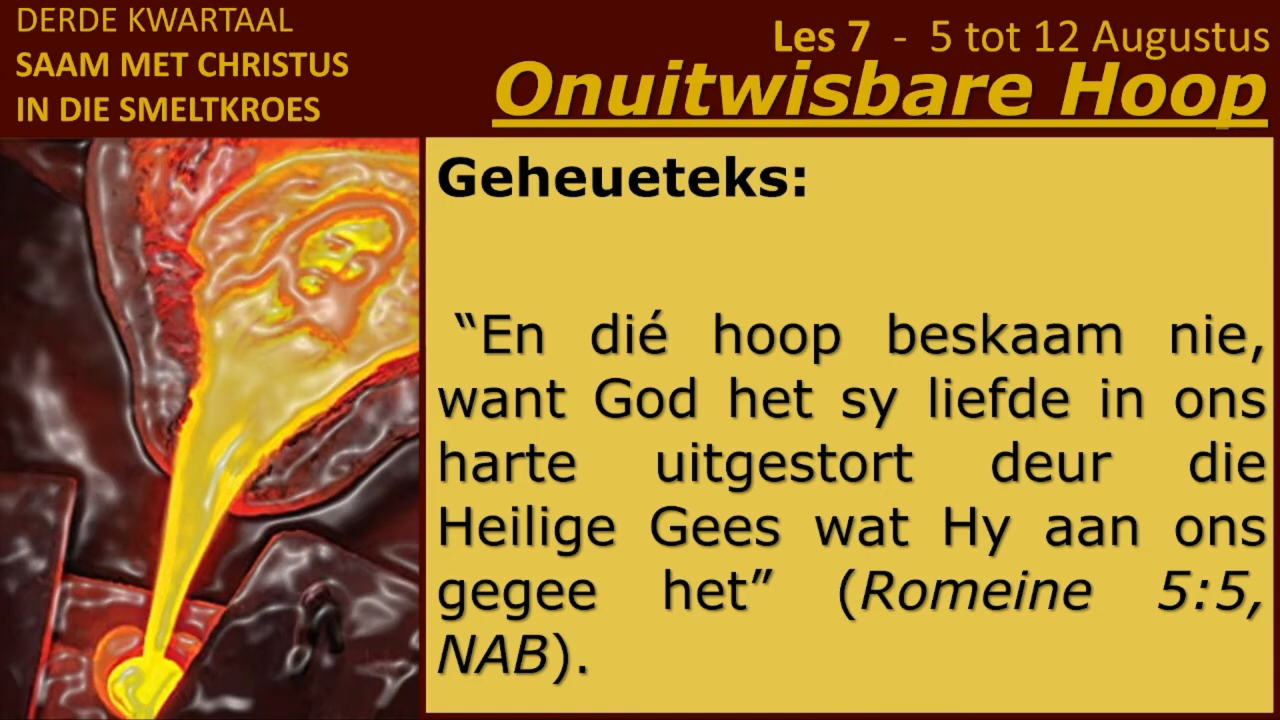 DERDE KWARTAAL
SAAM MET CHRISTUS
IN DIE SMELTKROES
Les 7 - 5 tot 12 Augustus
Onuitwisbare Hoop
Geheueteks:
“En dié hoop beskaam nie,
want God het sy liefde in ons
harte uitgestort deur die
Heilige Gees wat Hy aan ons
gegee het” (Romeine 5:5,
NAB).